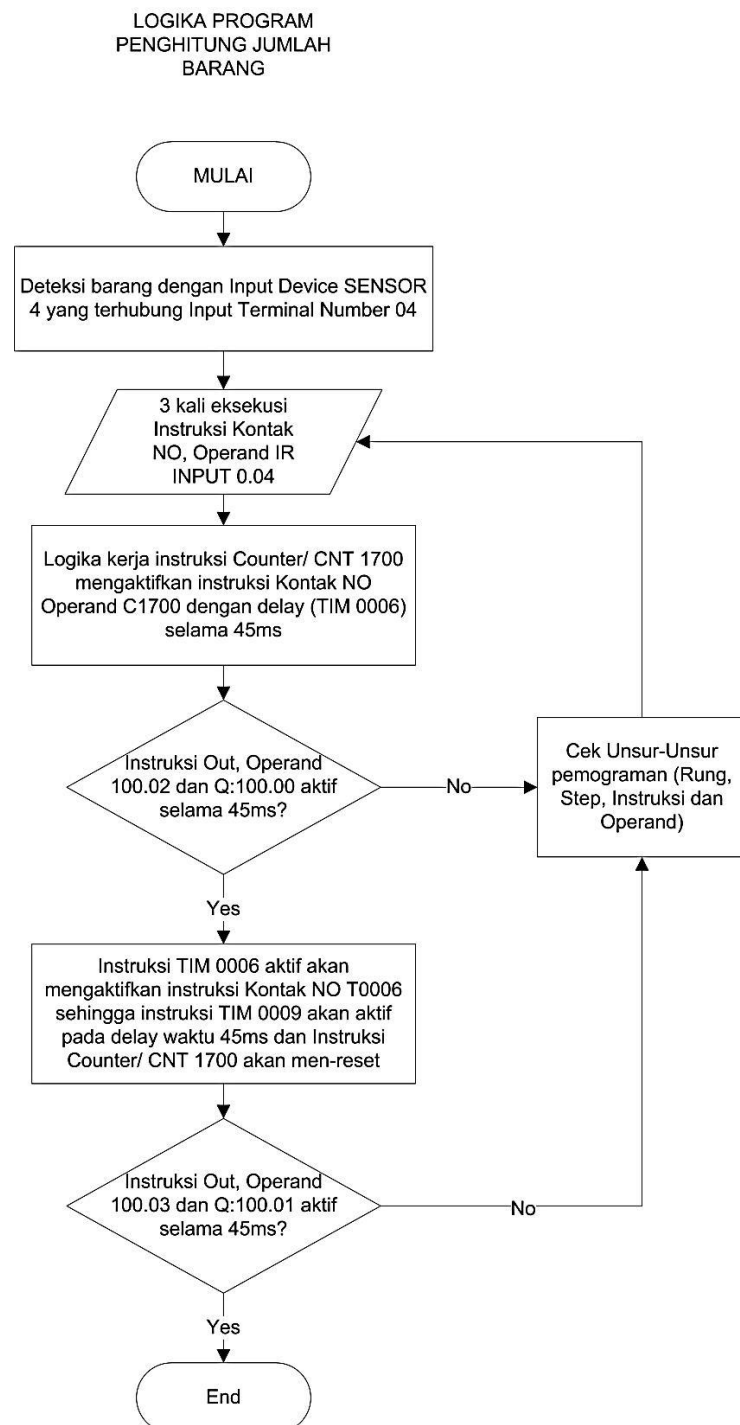 LOGIKA PROGRAM
PENGHITUNG JUMLAH
BARANG
MULAI
Deteksi barang dengan Input Device SENSOR
4 yang terhubung Input Terminal Number 04
3 kali eksekusi
Instruksi Kontak
NO, Operand IR
INPUT 0.04
Logika kerja instruksi Counter/ CNT 1700
mengaktifkan instruksi Kontak NO
Operand C1700 dengan delay (TIM 0006)
selama 45ms
Instruksi Out, Operand
100.02 dan Q:100.00 aktif
selama 45ms?
No
Cek Unsur-Unsur
pemograman (Rung,
Step, Instruksi dan
Operand)
Yes
Instruksi TIM 0006 aktif akan
mengaktifkan instruksi Kontak NO T0006
sehingga instruksi TIM 0009 akan aktif
pada delay waktu 45ms dan Instruksi
Counter/ CNT 1700 akan men-reset
Instruksi Out, Operand
100.03 dan Q:100.01 aktif
selama 45ms?
No
Yes
End